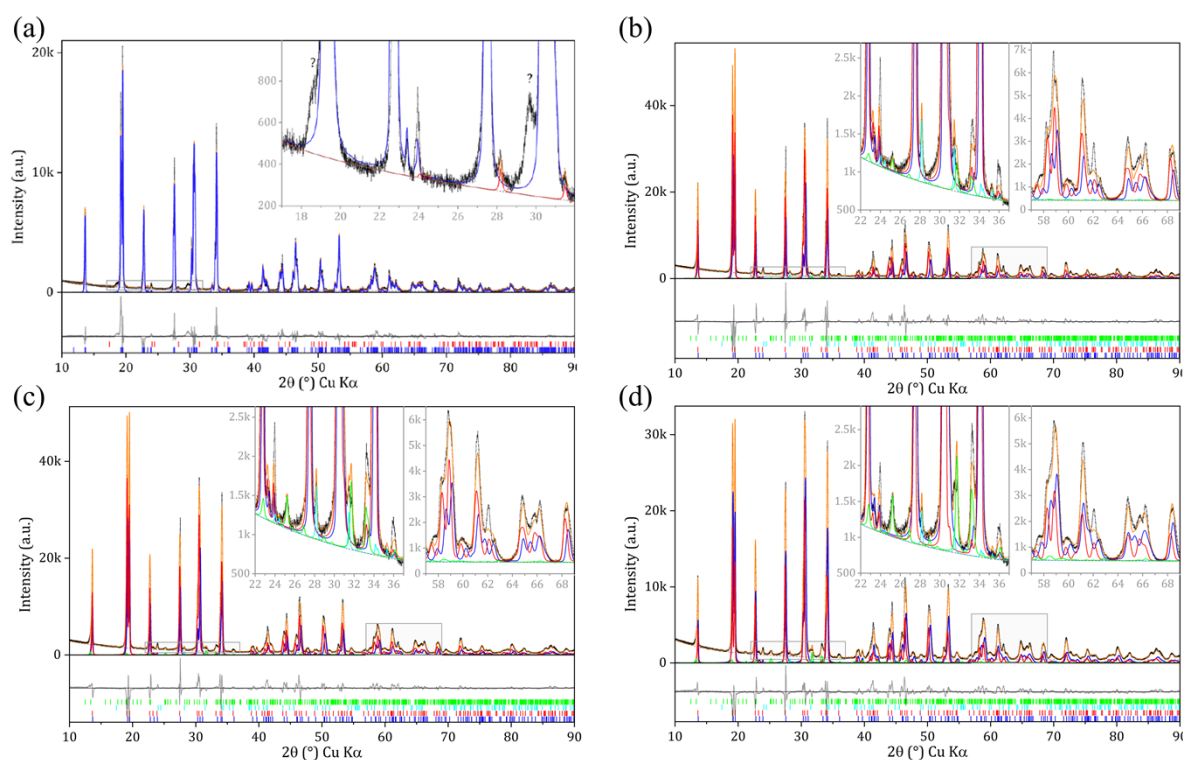 (a)
20k
10k
0
Intensity (a.u.)
800
600
400
200
? ?
18 20 22 24 26 28 30
10 20 30 40 50 60 70 80 90
2θ (°) Cu Kα
(b)
40k
20k
0
Intensity (a.u.)
2.5k
2k
1.5k
1k
500
22 24 26 28 30 32 34 36
7k
6k
5k
4k
3k
2k
1k
0
58 60 62 64 66 68
10 20 30 40 50 60 70 80 90
2θ (°) Cu Kα
(c)
40k
20k
0
Intensity (a.u.)
2.5k
2k
1.5k
1k
500
22 24 26 28 30 32 34 36
6k
5k
4k
3k
2k
1k
0
58 60 62 64 66 68
10 20 30 40 50 60 70 80 90
2θ (°) Cu Kα
(d)
30k
20k
10k
0
Intensity (a.u.)
2.5k
2k
1.5k
1k
500
22 24 26 28 30 32 34 36
6k
5k
4k
3k
2k
1k
0
58 60 62 64 66 68
10 20 30 40 50 60 70 80 90
2θ (°) Cu Kα